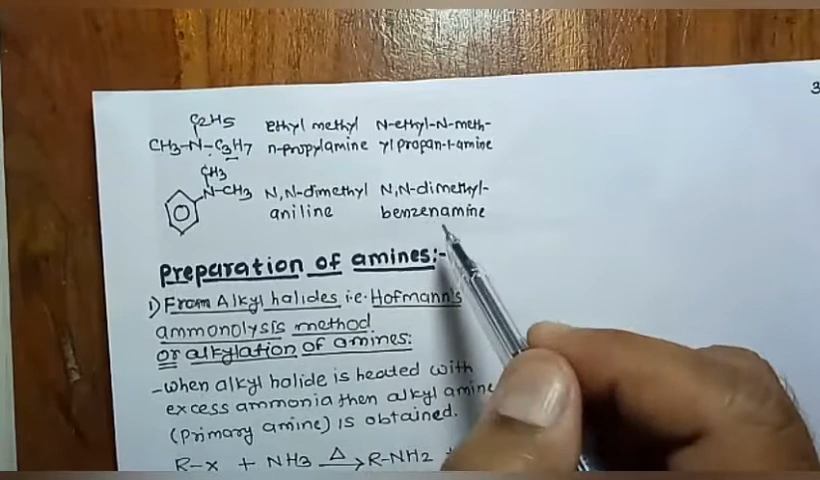 3
C2H5 ethyl methyl N-ethyl-N-meth-
CH3-N-C3H7 n-propylamine ylpropan-1-amine
CH3
N-CH3 N,N-dimethyl N,N-dimethyl-
aniline benzenamine
Preparation of amines:-
i) From Alkyl halides i.e. Hofmann's
ammonolysis method
or alkylation of amines:
-when alkyl halide is heated with
excess ammonia then alkyl amine
(Primary amine) is obtained.
R-x + NH3 Δ→ R-NH2 +